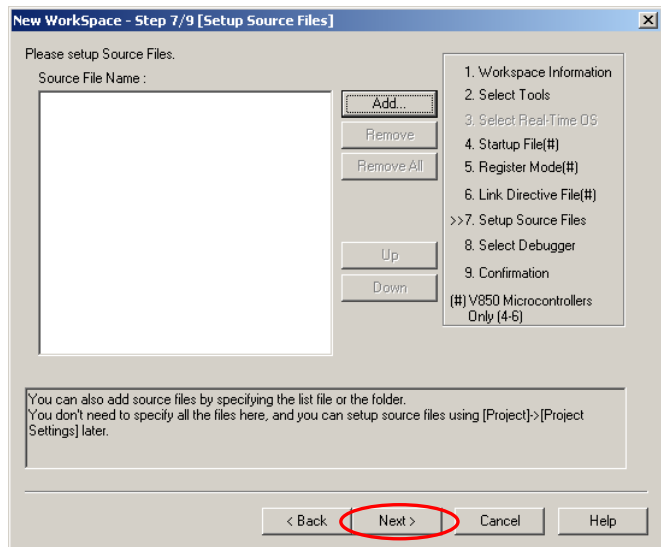 New WorkSpace - Step 7/9 [Setup Source Files]
Please setup Source Files.
Source File Name :
Add...
Remove
Remove All
Up
Down
1. Workspace Information
2. Select Tools
3. Select Real-Time OS
4. Startup File(#)
5. Register Mode(#)
6. Link Directive File(#)
>>7. Setup Source Files
8. Select Debugger
9. Confirmation
(#) V850 Microcontrollers
Only (4-6)
You can also add source files by specifying the list file or the folder.
You don't need to specify all the files here, and you can setup source files using [Project]->[Project
Settings] later.
< Back
Next >
Cancel
Help